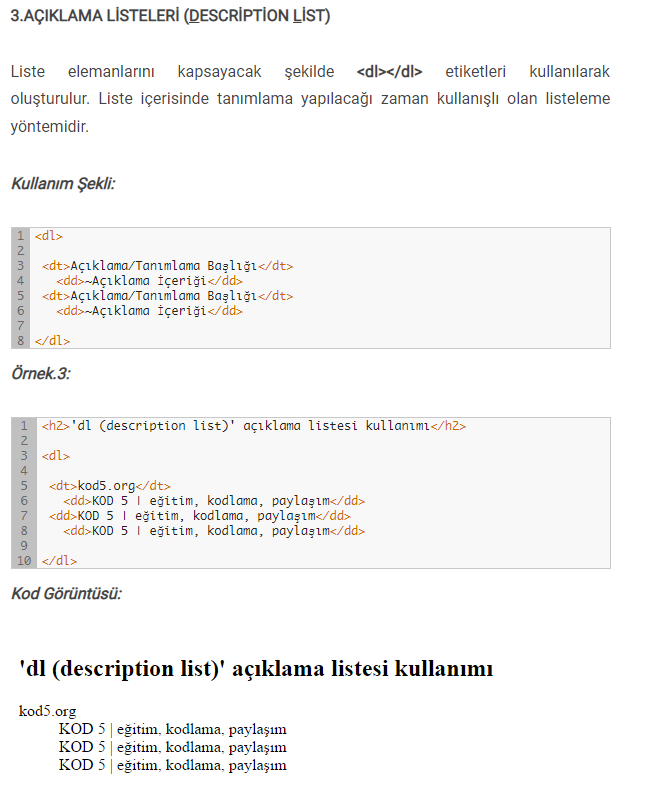 3.AÇIKLAMA LİSTELERİ (DESCRİPTİON LİST)
Liste elemanlarını kapsayacak şekilde <dl></dl> etiketleri kullanılarak
oluşturulur. Liste içerisinde tanımlama yapılacağı zaman kullanışlı olan listeleme
yöntemidir.
Kullanım Şekli:
1 <dl>
2
3 <dt>Açıklama/Tanımlama Başlığı</dt>
4 <dd>~Açıklama İçeriği</dd>
5 <dt>Açıklama/Tanımlama Başlığı</dt>
6 <dd>~Açıklama İçeriği</dd>
7
8 </dl>
Örnek.3:
1 <h2>'dl (description list)' açıklama listesi kullanımı</h2>
2
3 <dl>
4
5 <dt>kod5.org</dt>
6 <dd>KOD 5 | eğitim, kodlama, paylaşım</dd>
7 <dd>KOD 5 | eğitim, kodlama, paylaşım</dd>
8 <dd>KOD 5 | eğitim, kodlama, paylaşım</dd>
9
10 </dl>
Kod Görüntüsü:
'dl (description list)' açıklama listesi kullanımı
kod5.org
KOD 5 | eğitim, kodlama, paylaşım
KOD 5 | eğitim, kodlama, paylaşım
KOD 5 | eğitim, kodlama, paylaşım